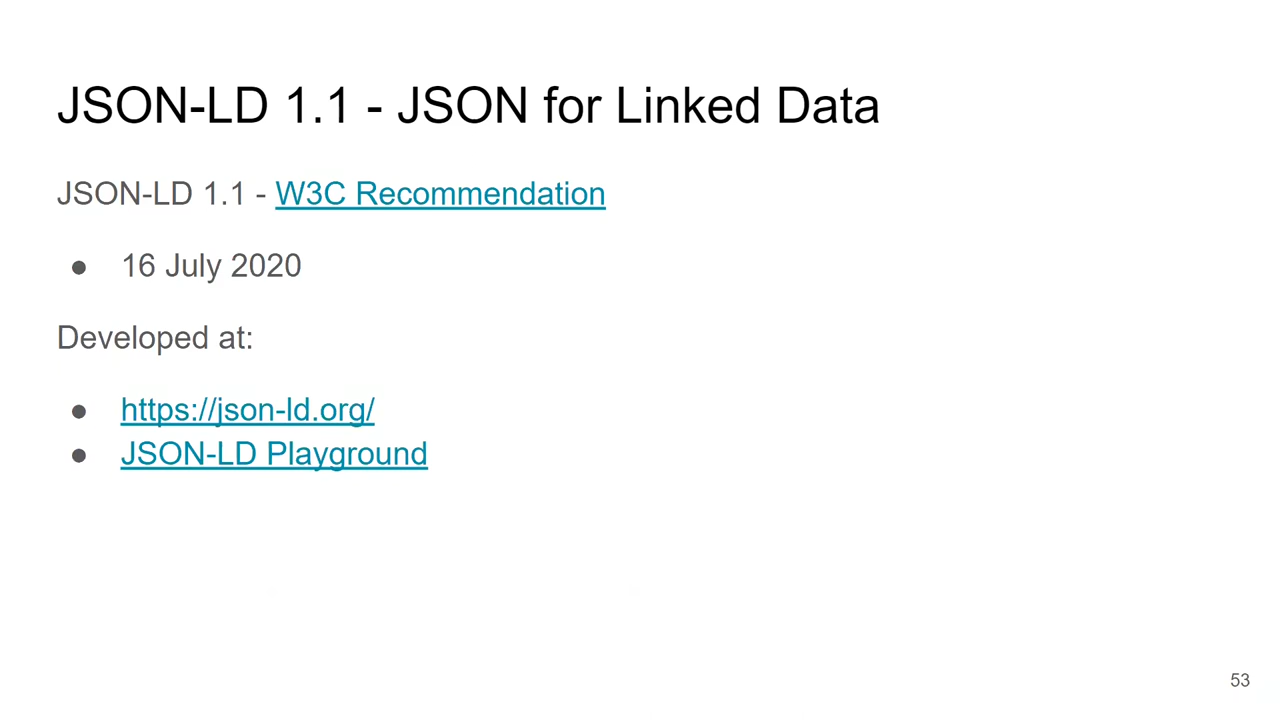 JSON-LD 1.1 - JSON for Linked Data
JSON-LD 1.1 - W3C Recommendation
● 16 July 2020
Developed at:
● https://json-ld.org/
● JSON-LD Playground
53